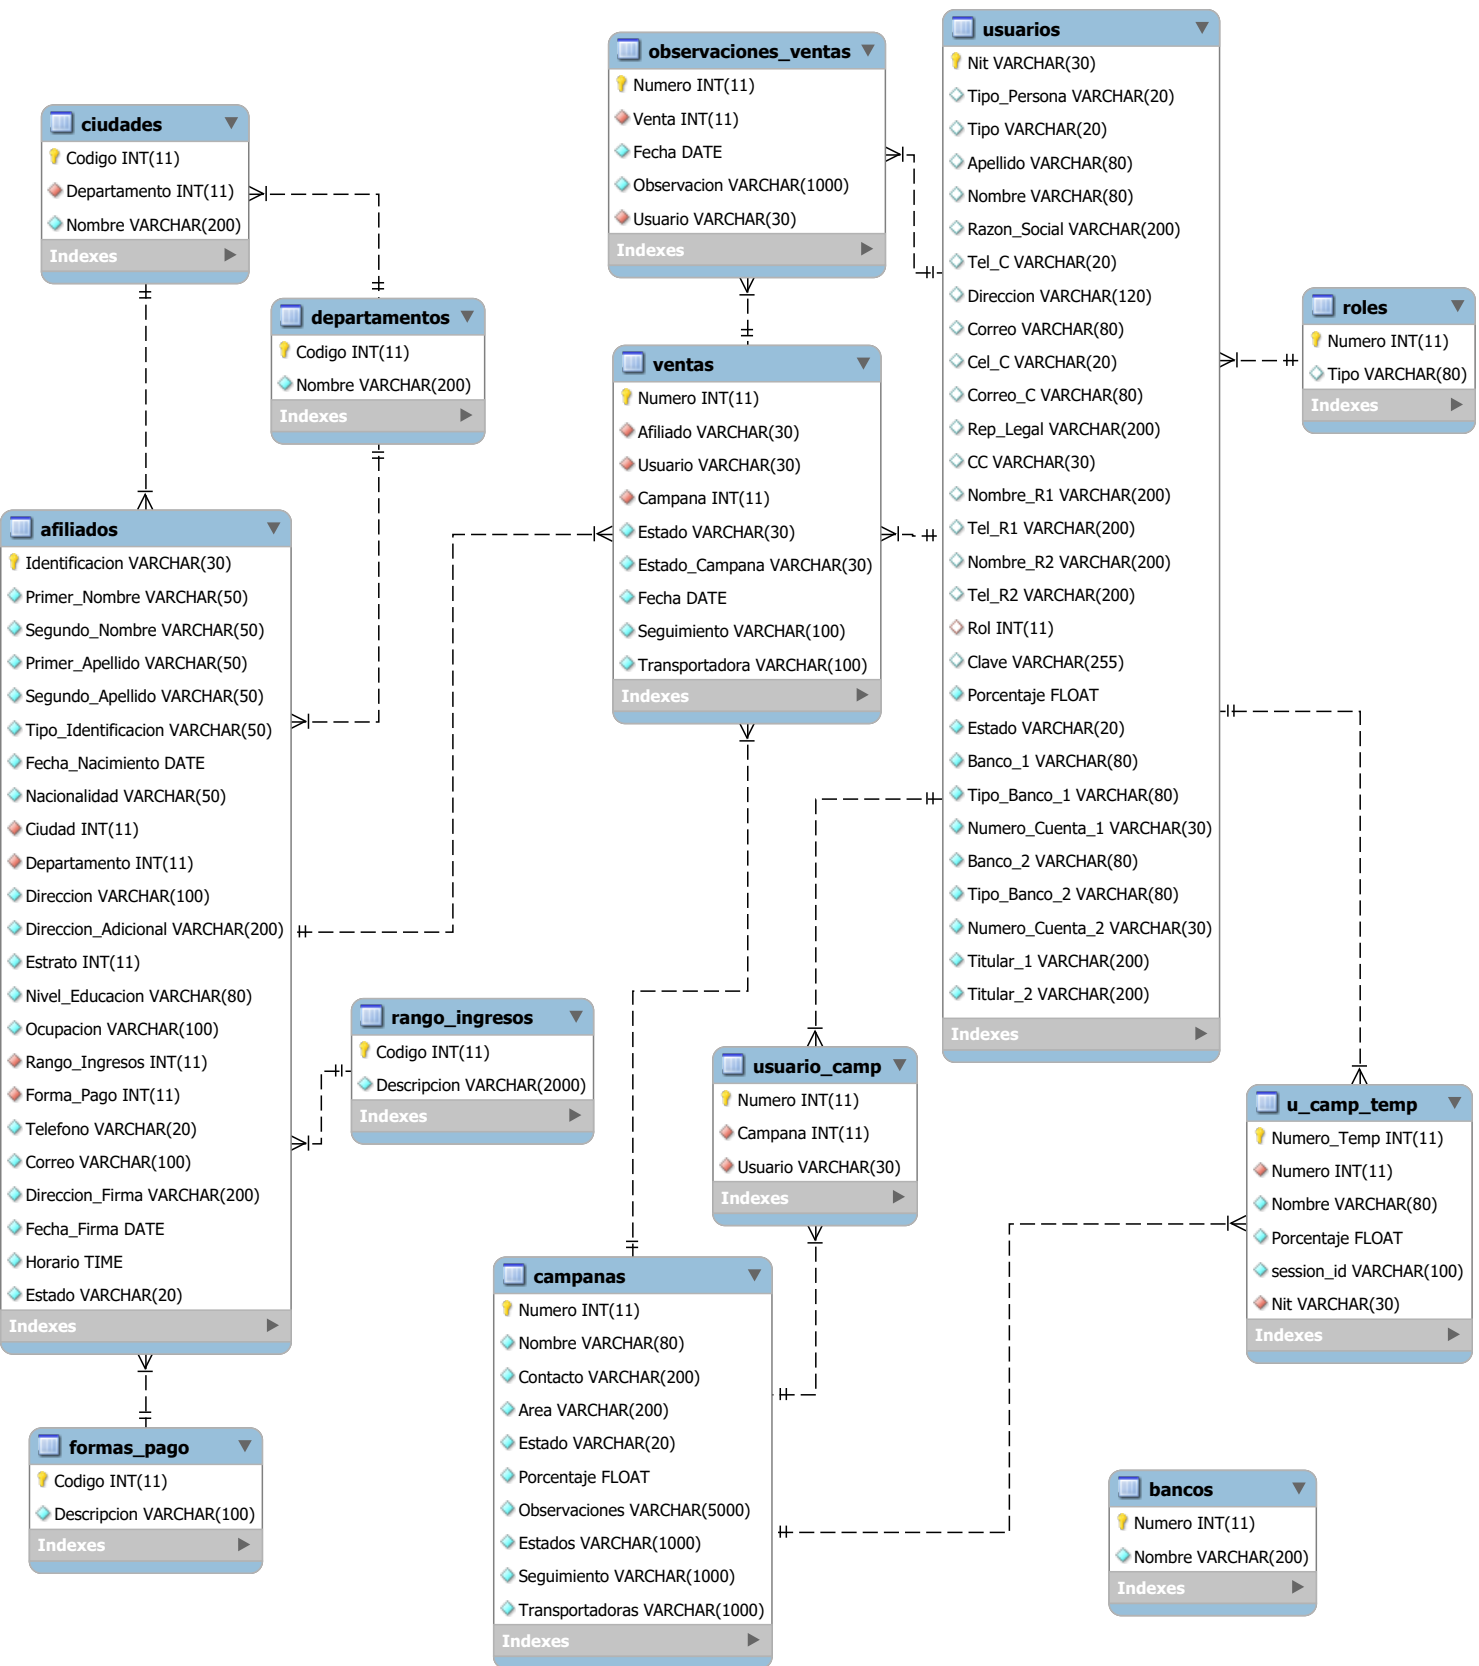 ciudades
Codigo INT(11)
Departamento INT(11)
Nombre VARCHAR(200)
Indexes
departamentos
Codigo INT(11)
Nombre VARCHAR(200)
Indexes
afiliados
Identificacion VARCHAR(30)
Primer_Nombre VARCHAR(50)
Segundo_Nombre VARCHAR(50)
Primer_Apellido VARCHAR(50)
Segundo_Apellido VARCHAR(50)
Tipo_Identificacion VARCHAR(50)
Fecha_Nacimiento DATE
Nacionalidad VARCHAR(50)
Ciudad INT(11)
Departamento INT(11)
Direccion VARCHAR(100)
Direccion_Adicional VARCHAR(200)
Estrato INT(11)
Nivel_Educacion VARCHAR(80)
Ocupacion VARCHAR(100)
Rango_Ingresos INT(11)
Forma_Pago INT(11)
Telefono VARCHAR(20)
Correo VARCHAR(100)
Direccion_Firma VARCHAR(200)
Fecha_Firma DATE
Horario TIME
Estado VARCHAR(20)
Indexes
formas_pago
Codigo INT(11)
Descripcion VARCHAR(100)
Indexes
rango_ingresos
Codigo INT(11)
Descripcion VARCHAR(2000)
Indexes
observaciones_ventas
Numero INT(11)
Venta INT(11)
Fecha DATE
Observacion VARCHAR(1000)
Usuario VARCHAR(30)
Indexes
ventas
Numero INT(11)
Afiliado VARCHAR(30)
Usuario VARCHAR(30)
Campana INT(11)
Estado VARCHAR(30)
Estado_Campana VARCHAR(30)
Fecha DATE
Seguimiento VARCHAR(100)
Transportadora VARCHAR(100)
Indexes
usuario_camp
Numero INT(11)
Campana INT(11)
Usuario VARCHAR(30)
Indexes
campanas
Numero INT(11)
Nombre VARCHAR(80)
Contacto VARCHAR(200)
Area VARCHAR(200)
Estado VARCHAR(20)
Porcentaje FLOAT
Observaciones VARCHAR(5000)
Estados VARCHAR(1000)
Seguimiento VARCHAR(1000)
Transportadoras VARCHAR(1000)
Indexes
usuarios
Nit VARCHAR(30)
Tipo_Persona VARCHAR(20)
Tipo VARCHAR(20)
Apellido VARCHAR(80)
Nombre VARCHAR(80)
Razon_Social VARCHAR(200)
Tel_C VARCHAR(20)
Direccion VARCHAR(120)
Correo VARCHAR(80)
Cel_C VARCHAR(20)
Correo_C VARCHAR(80)
Rep_Legal VARCHAR(200)
CC VARCHAR(30)
Nombre_R1 VARCHAR(200)
Tel_R1 VARCHAR(200)
Nombre_R2 VARCHAR(200)
Tel_R2 VARCHAR(200)
Rol INT(11)
Clave VARCHAR(255)
Porcentaje FLOAT
Estado VARCHAR(20)
Banco_1 VARCHAR(80)
Tipo_Banco_1 VARCHAR(80)
Numero_Cuenta_1 VARCHAR(30)
Banco_2 VARCHAR(80)
Tipo_Banco_2 VARCHAR(80)
Numero_Cuenta_2 VARCHAR(30)
Titular_1 VARCHAR(200)
Titular_2 VARCHAR(200)
Indexes
roles
Numero INT(11)
Tipo VARCHAR(80)
Indexes
u_camp_temp
Numero_Temp INT(11)
Numero INT(11)
Nombre VARCHAR(80)
Porcentaje FLOAT
session_id VARCHAR(100)
Nit VARCHAR(30)
Indexes
bancos
Numero INT(11)
Nombre VARCHAR(200)
Indexes